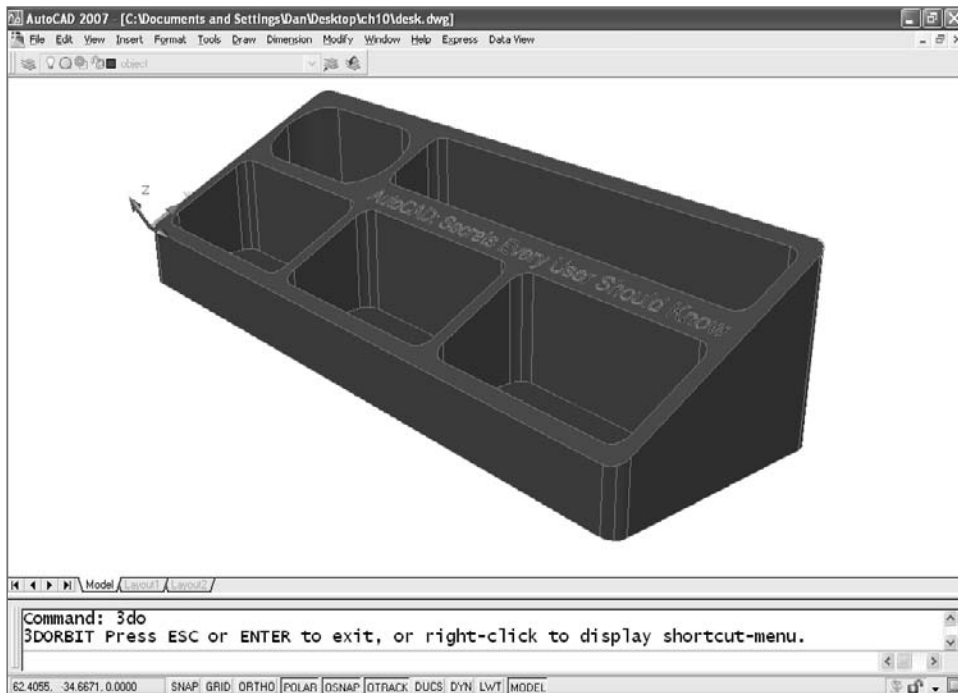 AutoCAD 2007 - [C:\Documents and Settings\Dan\Desktop\ch10\desk.dwg]
File Edit View Insert Format Tools Draw Dimension Modify Window Help Express Data View
object
Z
AutoCAD: Secrets Every User Should Know
Model Layout1 Layout2
Command: 3do
3DORBIT Press ESC or ENTER to exit, or right-click to display shortcut-menu.
62.4055, -34.6671, 0.0000 SNAP GRID ORTHO POLAR OSNAP OTRACK DUCS DYN LWT MODEL